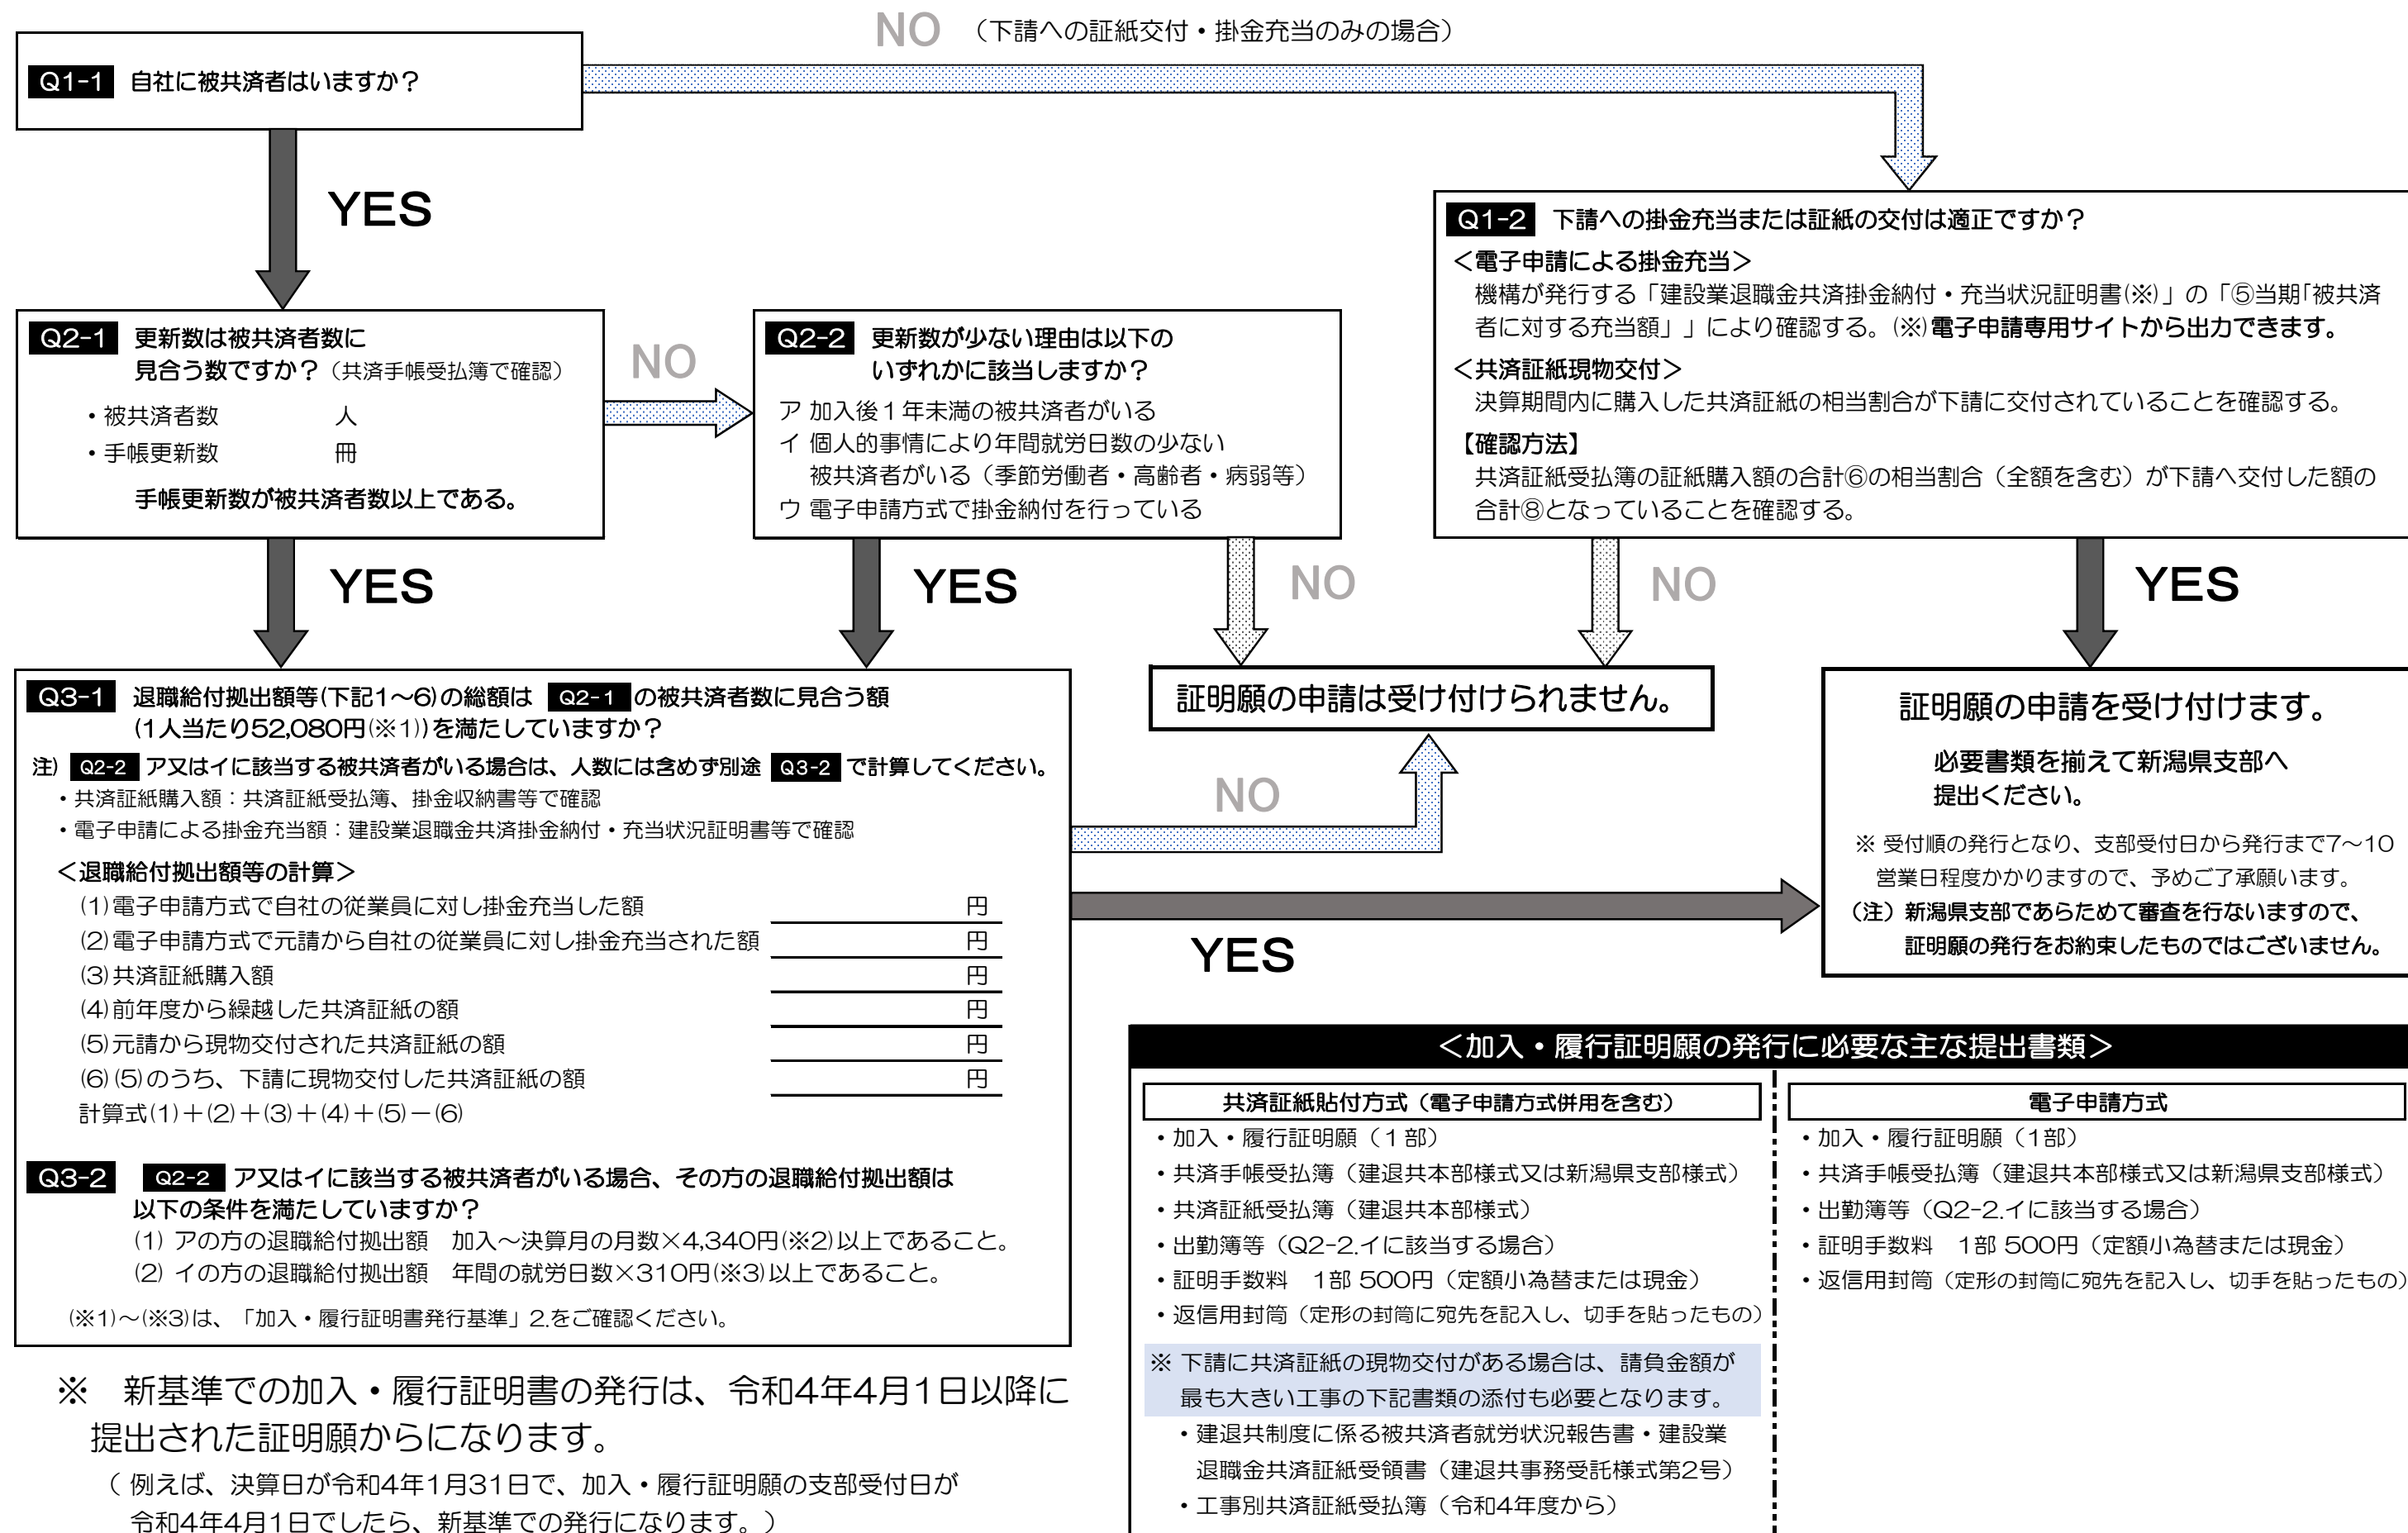 NO （下請への証紙交付・掛金充当のみの場合）
Q1-1 自社に被共済者はいますか？
YES
Q1-2 下請への掛金充当または証紙の交付は適正ですか？
＜電子申請による掛金充当＞
機構が発行する「建設業退職金共済掛金納付・充当状況証明書(※)」の「⑤当期「被共済
者に対する充当額」」により確認する。(※)電子申請専用サイトから出力できます。
＜共済証紙現物交付＞
決算期間内に購入した共済証紙の相当割合が下請に交付されていることを確認する。
【確認方法】
共済証紙受払簿の証紙購入額の合計⑥の相当割合（全額を含む）が下請へ交付した額の
合計⑧となっていることを確認する。
Q2-1 更新数は被共済者数に
見合う数ですか？（共済手帳受払簿で確認）
・被共済者数 人
・手帳更新数 冊
手帳更新数が被共済者数以上である。
NO
Q2-2 更新数が少ない理由は以下の
いずれかに該当しますか？
ア 加入後１年未満の被共済者がいる
イ 個人的事情により年間就労日数の少ない
被共済者がいる（季節労働者・高齢者・病弱等）
ウ 電子申請方式で掛金納付を行っている
YES
YES
NO
NO
YES
Q3-1 退職給付拠出額等(下記1～6)の総額は Q2-1 の被共済者数に見合う額
(1人当たり52,080円(※1))を満たしていますか？
注) Q2-2 ア又はイに該当する被共済者がいる場合は、人数には含めず別途 Q3-2 で計算してください。
・共済証紙購入額：共済証紙受払簿、掛金収納書等で確認
・電子申請による掛金充当額：建設業退職金共済掛金納付・充当状況証明書等で確認
＜退職給付拠出額等の計算＞
(1)電子申請方式で自社の従業員に対し掛金充当した額 円
(2)電子申請方式で元請から自社の従業員に対し掛金充当された額 円
(3)共済証紙購入額 円
(4)前年度から繰越した共済証紙の額 円
(5)元請から現物交付された共済証紙の額 円
(6)(5)のうち、下請に現物交付した共済証紙の額 円
計算式(1)＋(2)＋(3)＋(4)＋(5)－(6)
Q3-2 Q2-2 ア又はイに該当する被共済者がいる場合、その方の退職給付拠出額は
以下の条件を満たしていますか？
(1) アの方の退職給付拠出額 加入～決算月の月数×4,340円(※2)以上であること。
(2) イの方の退職給付拠出額 年間の就労日数×310円(※3)以上であること。
(※1)～(※3)は、「加入・履行証明書発行基準」2.をご確認ください。
証明願の申請は受け付けられません。
NO
YES
証明願の申請を受け付けます。
必要書類を揃えて新潟県支部へ
提出ください。
※ 受付順の発行となり、支部受付日から発行まで7～10
営業日程度かかりますので、予めご了承願います。
（注）新潟県支部であらためて審査を行ないますので、
証明願の発行をお約束したものではございません。
※ 新基準での加入・履行証明書の発行は、令和4年4月1日以降に
提出された証明願からになります。
（ 例えば、決算日が令和4年1月31日で、加入・履行証明願の支部受付日が
令和4年4月1日でしたら、新基準での発行になります。）
＜加入・履行証明願の発行に必要な主な提出書類＞
共済証紙貼付方式（電子申請方式併用を含む）
・加入・履行証明願（１部）
・共済手帳受払簿（建退共本部様式又は新潟県支部様式）
・共済証紙受払簿（建退共本部様式）
・出勤簿等（Q2-2.イに該当する場合）
・証明手数料 1部 500円（定額小為替または現金）
・返信用封筒（定形の封筒に宛先を記入し、切手を貼ったもの）
※ 下請に共済証紙の現物交付がある場合は、請負金額が
最も大きい工事の下記書類の添付も必要となります。
・建退共制度に係る被共済者就労状況報告書・建設業
退職金共済証紙受領書（建退共事務受託様式第2号）
・工事別共済証紙受払簿（令和4年度から）
電子申請方式
・加入・履行証明願（1部）
・共済手帳受払簿（建退共本部様式又は新潟県支部様式）
・出勤簿等（Q2-2.イに該当する場合）
・証明手数料 1部 500円（定額小為替または現金）
・返信用封筒（定形の封筒に宛先を記入し、切手を貼ったもの）